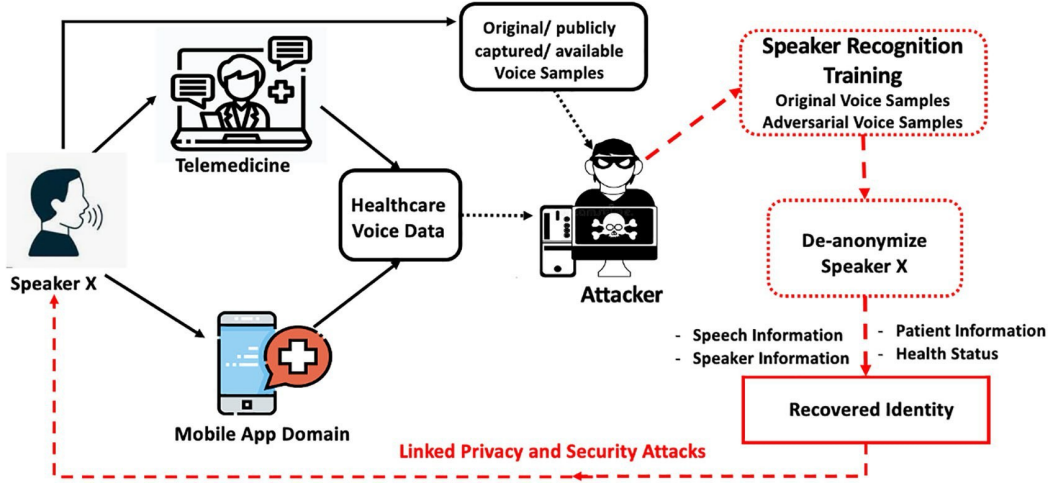 Original/ publicly
captured/ available
Voice Samples
Speaker Recognition
Training
Original Voice Samples
Adversarial Voice Samples
Telemedicine
Healthcare
Voice Data
Speaker X
Attacker
De-anonymize
Speaker X
- Speech Information
- Speaker Information
- Patient Information
- Health Status
Mobile App Domain
Recovered Identity
Linked Privacy and Security Attacks